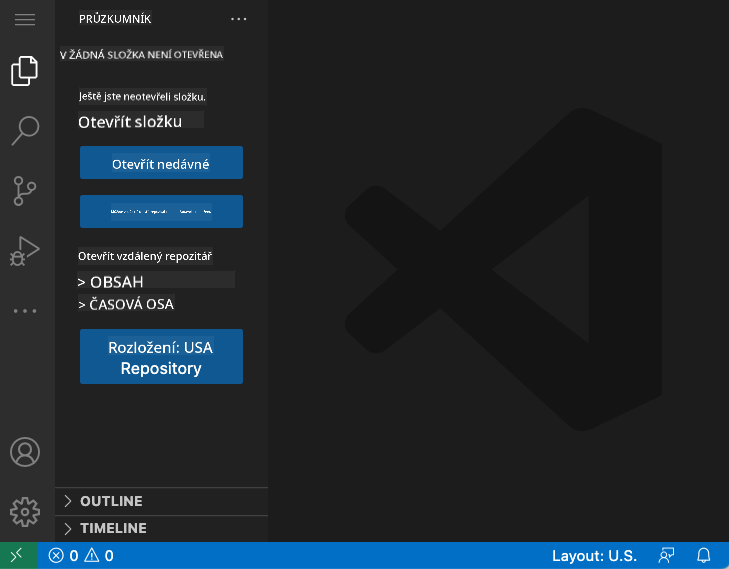 PRŮZKUMNÍK
V ŽÁDNÁ SLOŽKA NENÍ OTEVŘENA
Ještě jste neotevřeli složku.
Otevřít složku
Otevřít nedávné
Otevřít vzdálený repozitář
> OBSAH
> ČASOVÁ OSA
Rozložení: USA
Repository
OUTLINE
TIMELINE
0 0 Layout: U.S.